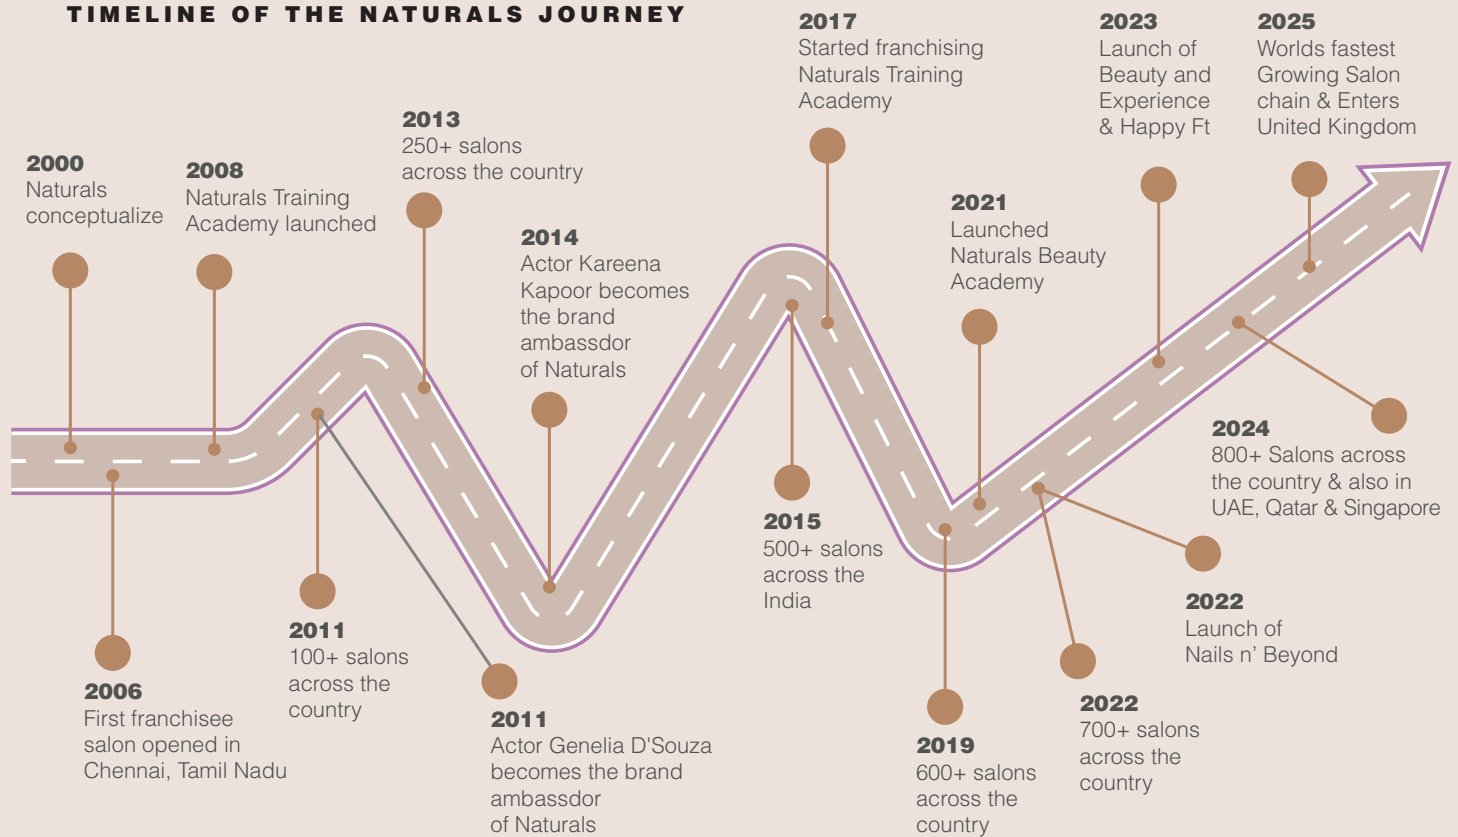 TIMELINE OF THE NATURALS JOURNEY
2000
Naturals
conceptualize
2006
First franchisee
salon opened in
Chennai, Tamil Nadu
2008
Naturals Training
Academy launched
2011
100+ salons
across the
country
2011
Actor Genelia D'Souza
becomes the brand
ambassdor
of Naturals
2013
250+ salons
across the country
2014
Actor Kareena
Kapoor becomes
the brand
ambassdor
of Naturals
2015
500+ salons
across the
India
2017
Started franchising
Naturals Training
Academy
2019
600+ salons
across the
country
2021
Launched
Naturals Beauty
Academy
2022
700+ salons
across the
country
2022
Launch of
Nails n’ Beyond
2023
Launch of
Beauty and
Experience
& Happy Ft
2024
800+ Salons across
the country & also in
UAE, Qatar & Singapore
2025
Worlds fastest
Growing Salon
chain & Enters
United Kingdom